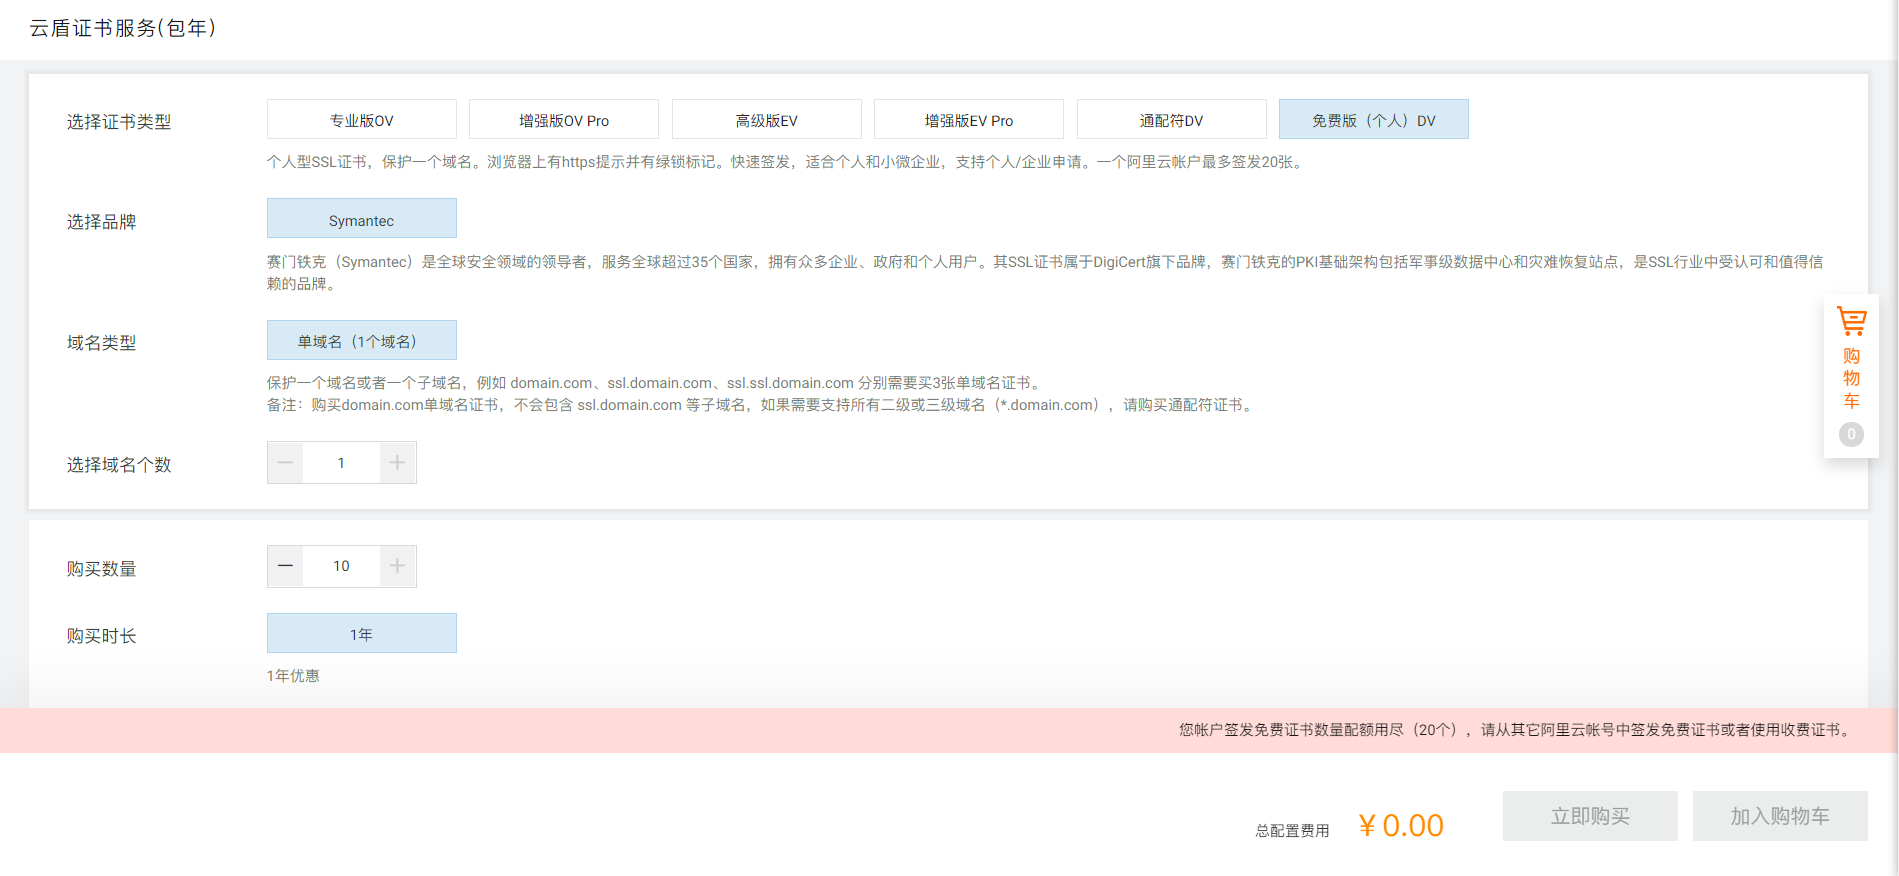 云盾证书服务(包年)
选择证书类型
专业版OV
增强版OV Pro
高级版EV
增强版EV Pro
通配符DV
免费版（个人）DV
个人型SSL证书，保护一个域名。浏览器上有https提示并有绿锁标记。快速签发，适合个人和小微企业，支持个人/企业申请。一个阿里云帐户最多签发20张。
选择品牌
Symantec
赛门铁克（Symantec）是全球安全领域的领导者，服务全球超过35个国家，拥有众多企业、政府和个人用户。其SSL证书属于DigiCert旗下品牌，赛门铁克的PKI基础架构包括军事级数据中心和灾难恢复站点，是SSL行业中受认可和值得信
赖的品牌。
域名类型
单域名（1个域名）
保护一个域名或者一个子域名，例如 domain.com、ssl.domain.com、ssl.ssl.domain.com 分别需要买3张单域名证书。
备注：购买domain.com单域名证书，不会包含 ssl.domain.com 等子域名，如果需要支持所有二级或三级域名（*.domain.com），请购买通配符证书。
选择域名个数
1
购买数量
10
购买时长
1年
1年优惠
购
物
车
0
您帐户签发免费证书数量配额用尽（20个），请从其它阿里云帐号中签发免费证书或者使用收费证书。
总配置费用
¥ 0.00
立即购买
加入购物车